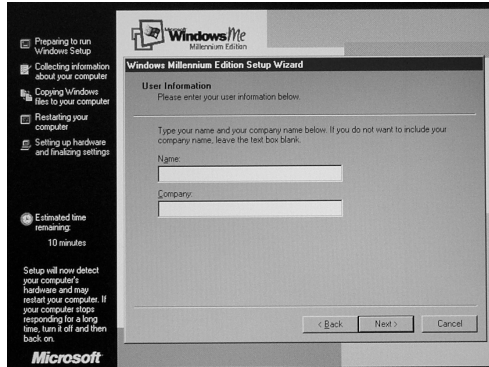 Preparing to run
Windows Setup
Collecting information
about your computer
Copying Windows
files to your computer
Restarting your
computer
Setting up hardware
and finalizing settings
Estimated time
remaining:
10 minutes
Setup will now detect
your computer's
hardware and may
restart your computer. If
your computer stops
responding for a long
time, turn it off and then
back on.
Microsoft
Microsoft
Windows Me
Millennium Edition
Windows Millennium Edition Setup Wizard
User Information
Please enter your user information below.
Type your name and your company name below. If you do not want to include your
company name, leave the text box blank.
Name:
Company:
< Back Next > Cancel